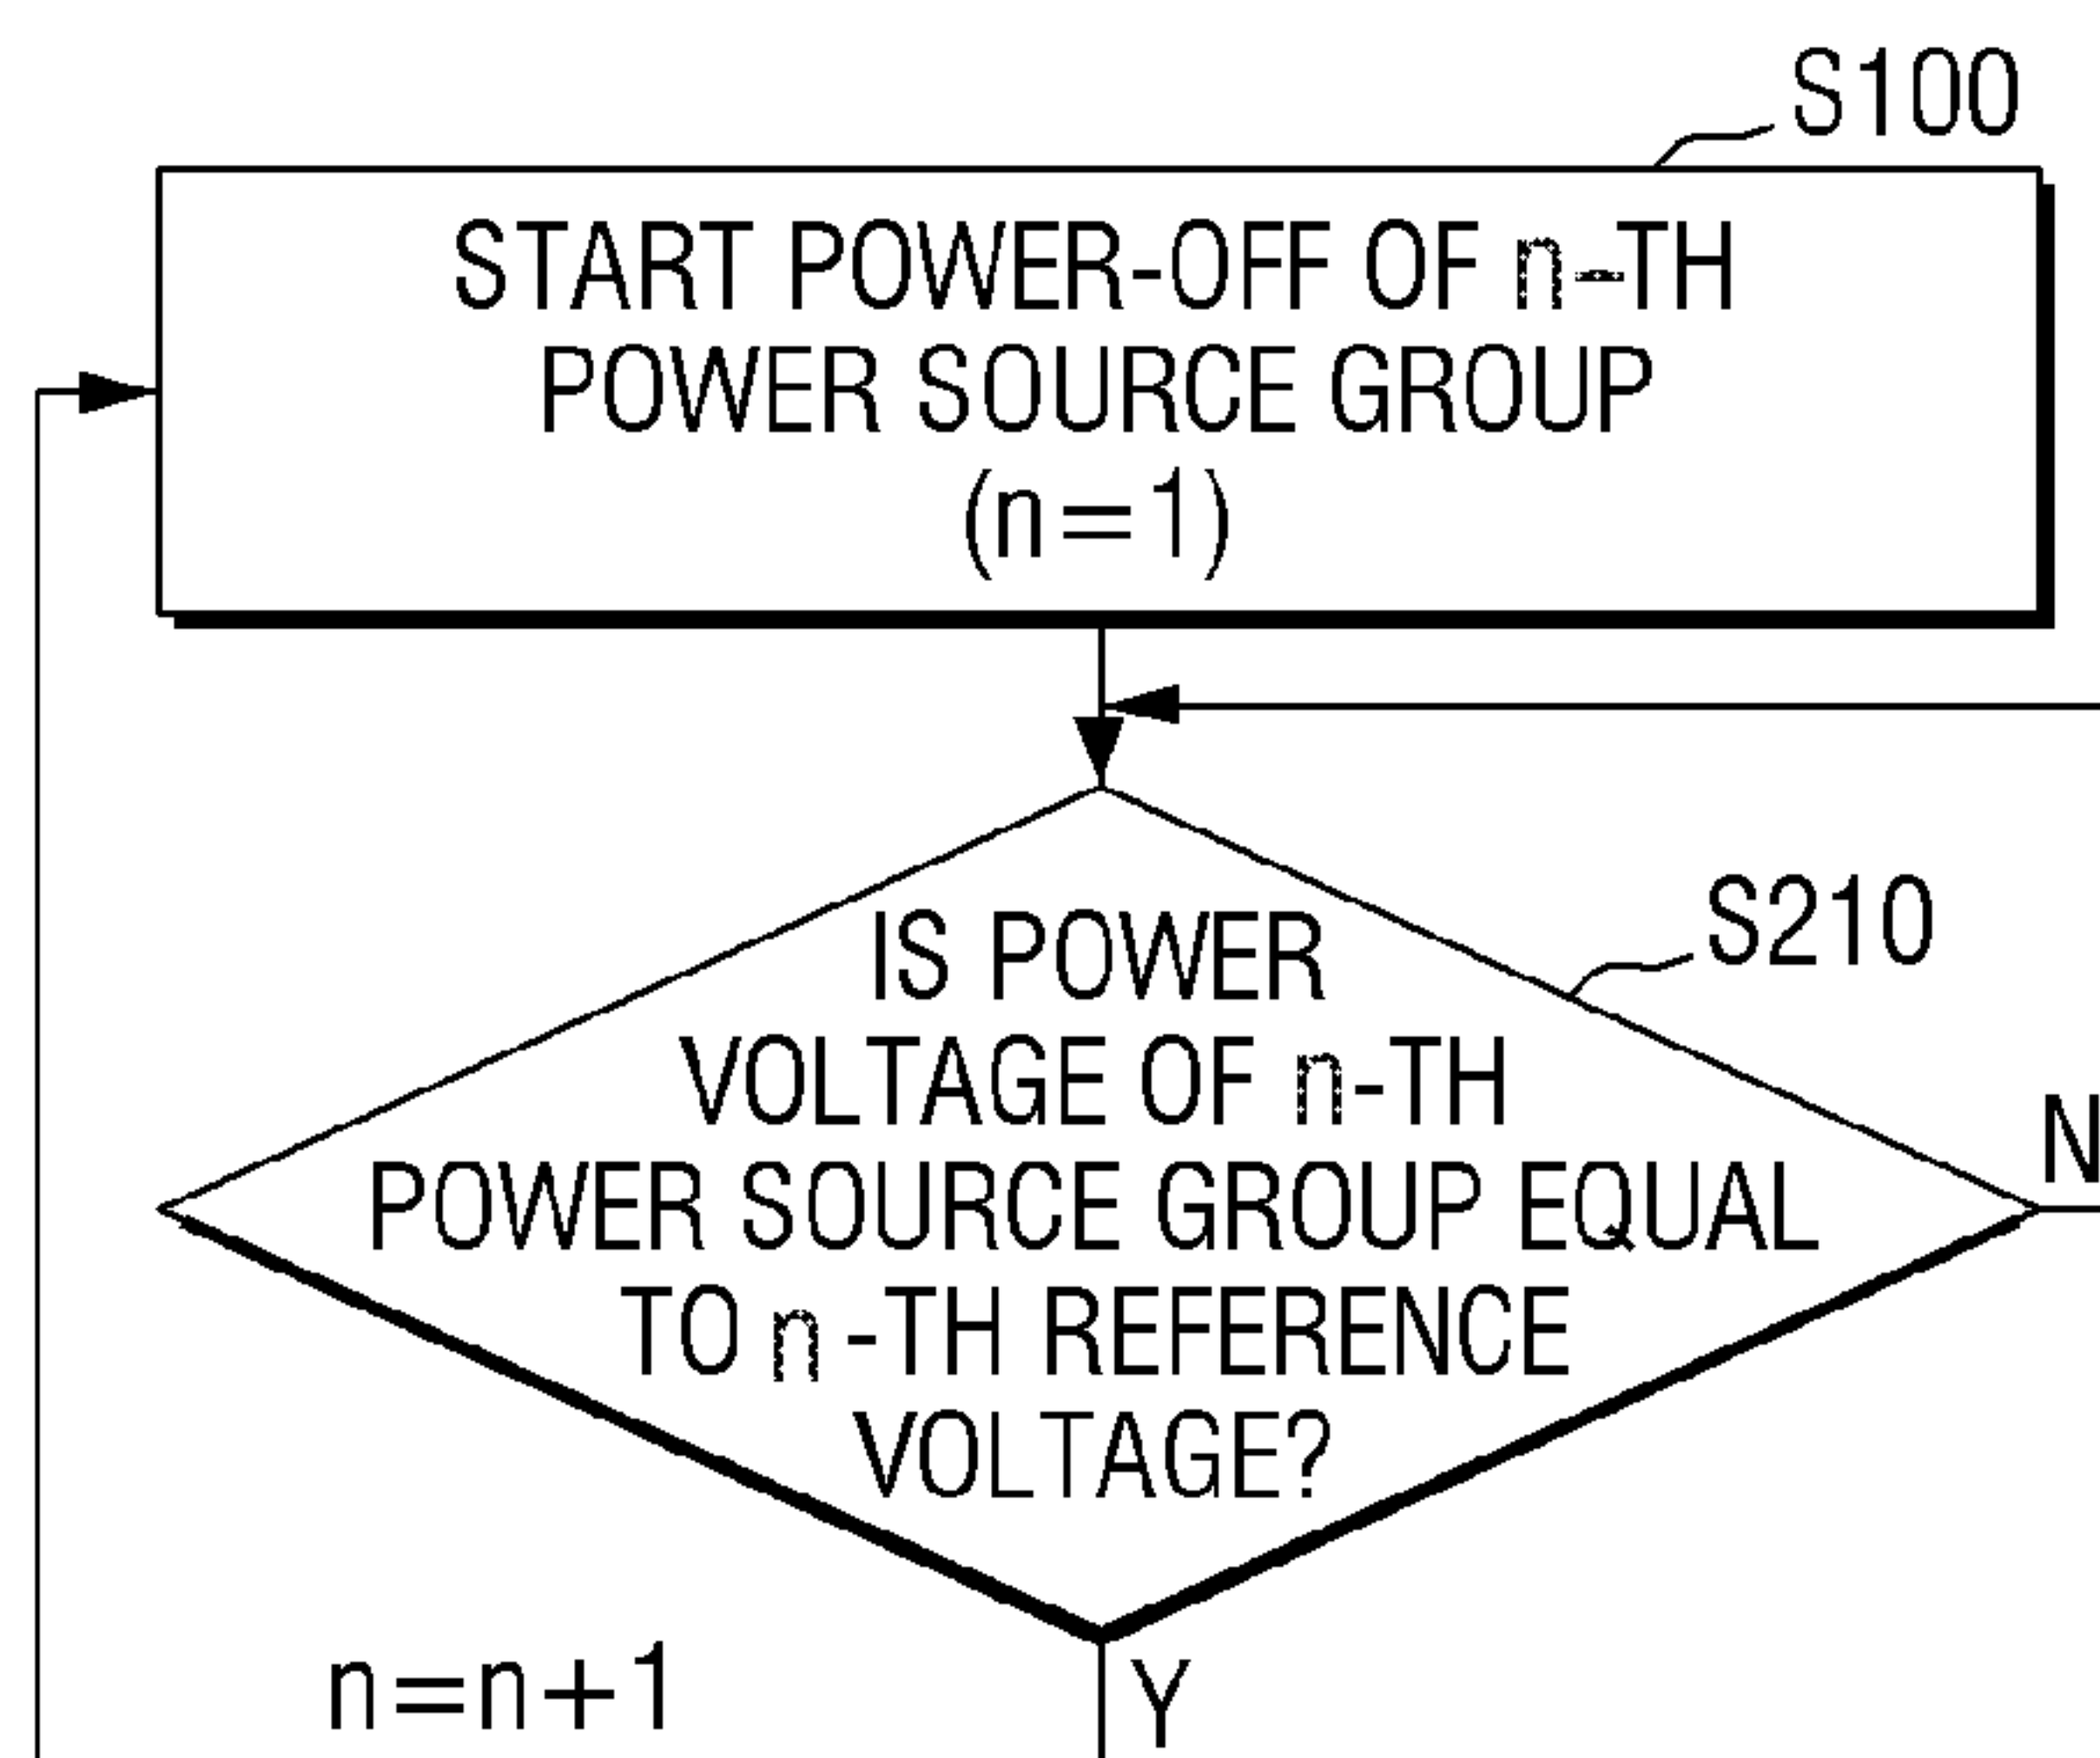 S100
START POWER-OFF OF n-TH
POWER SOURCE GROUP
(n=1)
S210
IS POWER
VOLTAGE OF n-TH
POWER SOURCE GROUP EQUAL
TO n-TH REFERENCE
VOLTAGE?
N
n=n+1
Y